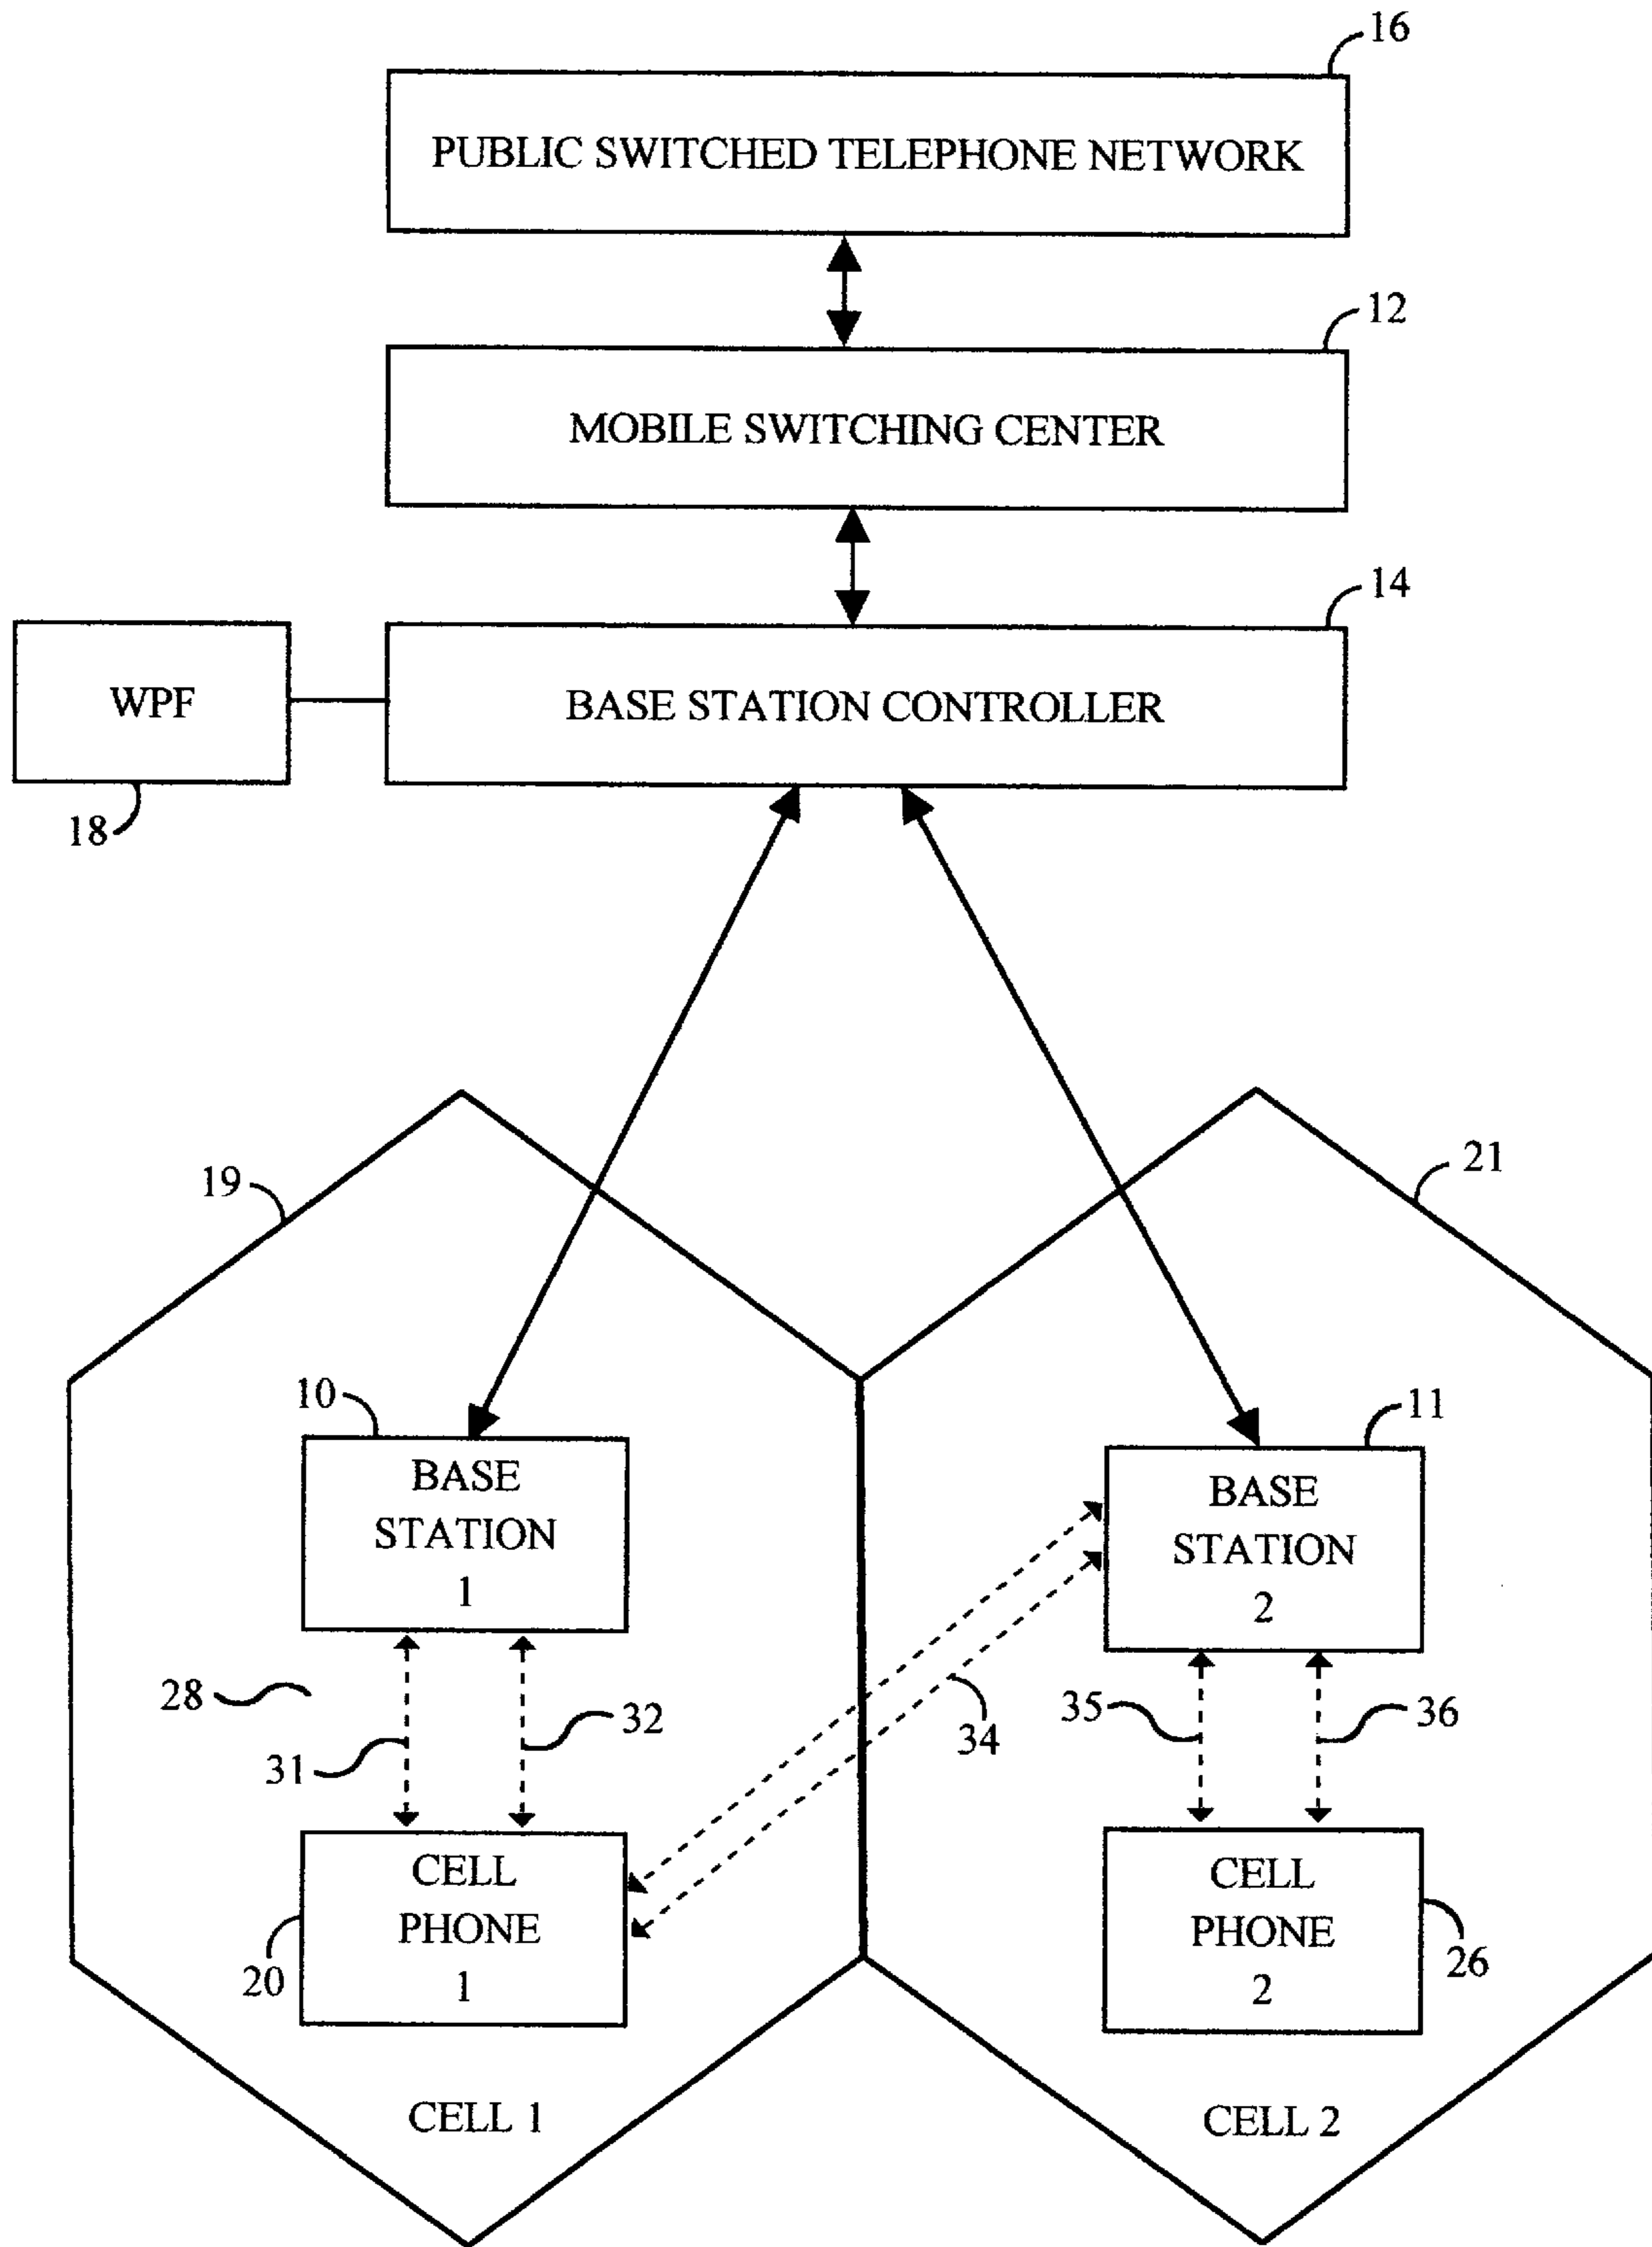 16
PUBLIC SWITCHED TELEPHONE NETWORK
12
MOBILE SWITCHING CENTER
14
WPF
BASE STATION CONTROLLER
18
19
21
10
11
BASE
STATION
1
BASE
STATION
2
28
32
31
34
35
36
CELL
PHONE
1
20
CELL
PHONE
2
26
CELL 1
CELL 2